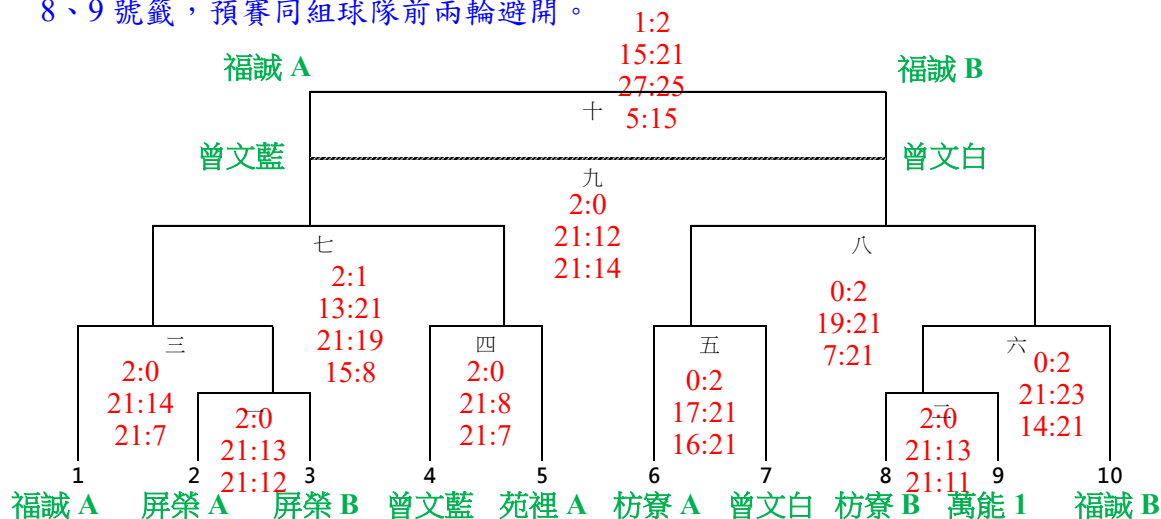 8、9 號籤，預賽同組球隊前兩輪避開。
1:2
15:21
27:25
5:15
福誠 A
福誠 B
十
曾文藍
曾文白
九
2:0
21:12
21:14
七
2:1
13:21
21:19
15:8
八
0:2
19:21
7:21
三
2:0
21:14
21:7
一
2:0
21:13
21:12
四
2:0
21:8
21:7
五
0:2
17:21
16:21
二
2:0
21:13
21:11
六
0:2
21:23
14:21
1 2 3 4 5 6 7 8 9 10
福誠 A 屏榮 A 屏榮 B 曾文藍 苑裡 A 枋寮 A 曾文白 枋寮 B 萬能 1 福誠 B